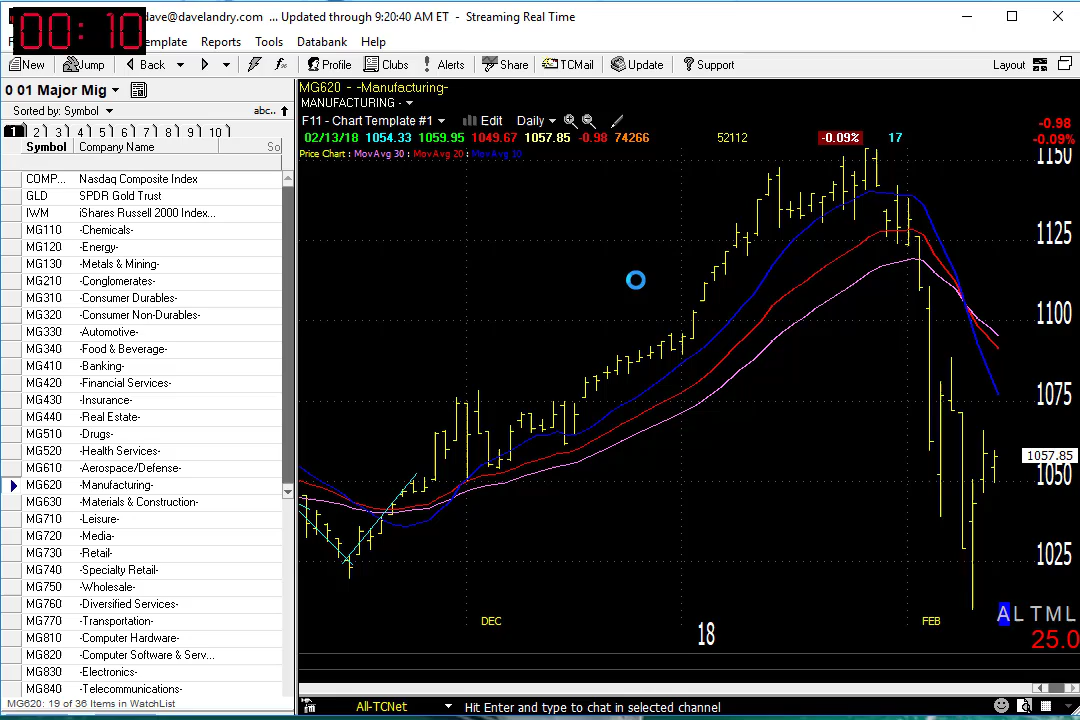 00:10
dave@davelandry.com ... Updated through 9:20:40 AM ET - Streaming Real Time
emplate Reports Tools Databank Help
New Jump Back Profile Clubs Alerts Share TCMail Update Support Layout
0 01 Major Mig
Sorted by: Symbol abc..
1 2 3 4 5 6 7 8 9 10
Symbol Company Name So
COMP... Nasdaq Composite Index
GLD SPDR Gold Trust
IWM iShares Russell 2000 Index...
MG110 -Chemicals-
MG120 -Energy-
MG130 -Metals & Mining-
MG210 -Conglomerates-
MG310 -Consumer Durables-
MG320 -Consumer Non-Durables-
MG330 -Automotive-
MG340 -Food & Beverage-
MG410 -Banking-
MG420 -Financial Services-
MG430 -Insurance-
MG440 -Real Estate-
MG510 -Drugs-
MG520 -Health Services-
MG610 -Aerospace/Defense-
MG620 -Manufacturing-
MG630 -Materials & Construction-
MG710 -Leisure-
MG720 -Media-
MG730 -Retail-
MG740 -Specialty Retail-
MG750 -Wholesale-
MG760 -Diversified Services-
MG770 -Transportation-
MG810 -Computer Hardware-
MG820 -Computer Software & Serv...
MG830 -Electronics-
MG840 -Telecommunications-
MG620: 19 of 36 Items in WatchList
MG620 - -Manufacturing-
MANUFACTURING -
F11 - Chart Template #1 Edit Daily
02/13/18 1054.33 1059.95 1049.67 1057.85 -0.98 74266 52112 -0.09% 17
-0.98
-0.09%
Price Chart : MovAvg 30 : MovAvg 20 : MovAvg 10
1150
1125
1100
1075
1057.85
1050
1025
A L T M L
25.0
DEC 18 FEB
All-TCNet Hit Enter and type to chat in selected channel